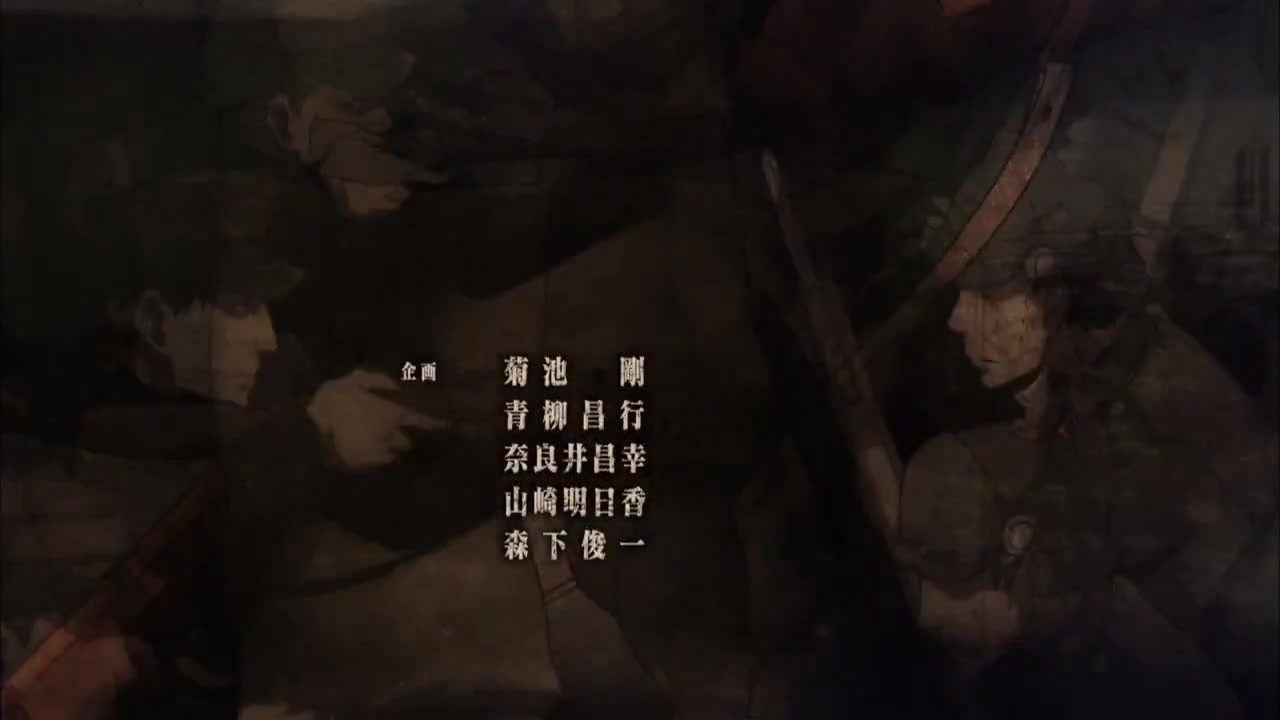 企画 菊池 剛
青柳昌行
奈良井昌幸
山崎明日香
森下俊一